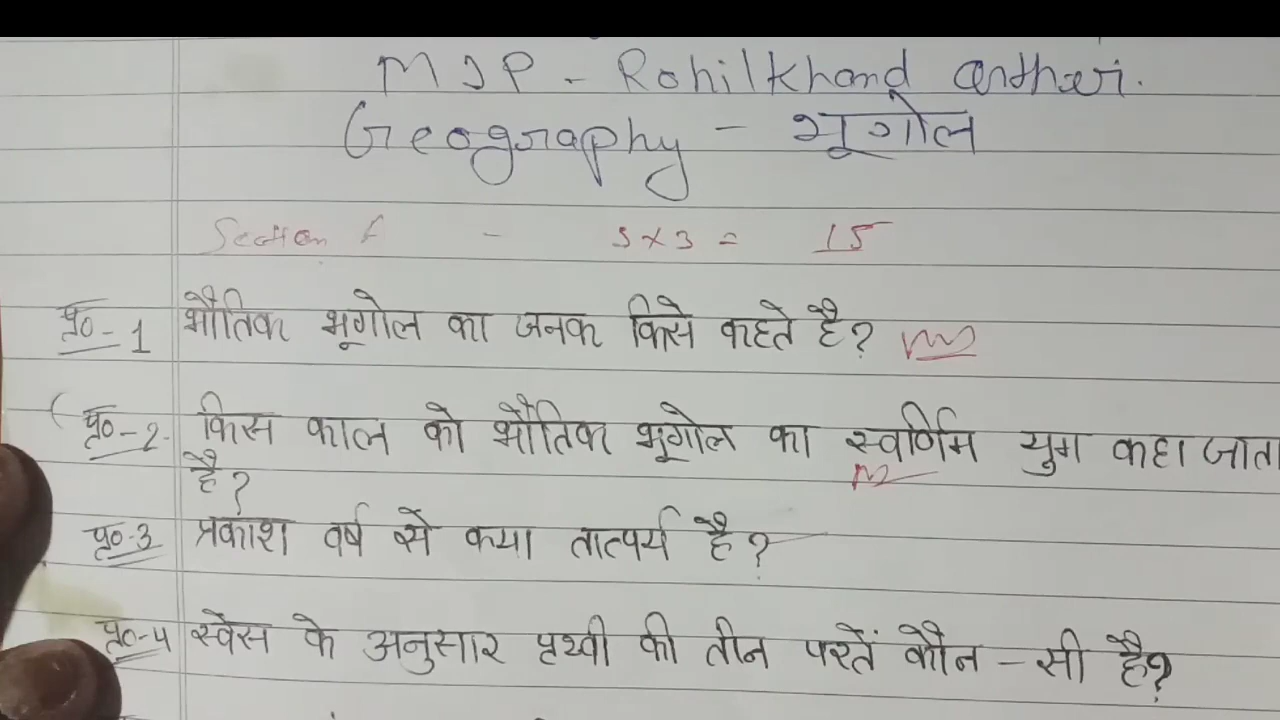 MJP - Rohilkhand
Geography - भूगोल
Section A - 5 x 3 = 15
प्र०-1 भौतिक भूगोल का जनक किसे कहते है?
प्र०-2 किस काल को भौतिक भूगोल का स्वर्णिम युग कहा जाता
है?
प्र०-3 प्रकाश वर्ष से क्या तात्पर्य है?
प्र०-4 स्वेस के अनुसार पृथ्वी की तीन परतें कौन - सी है?